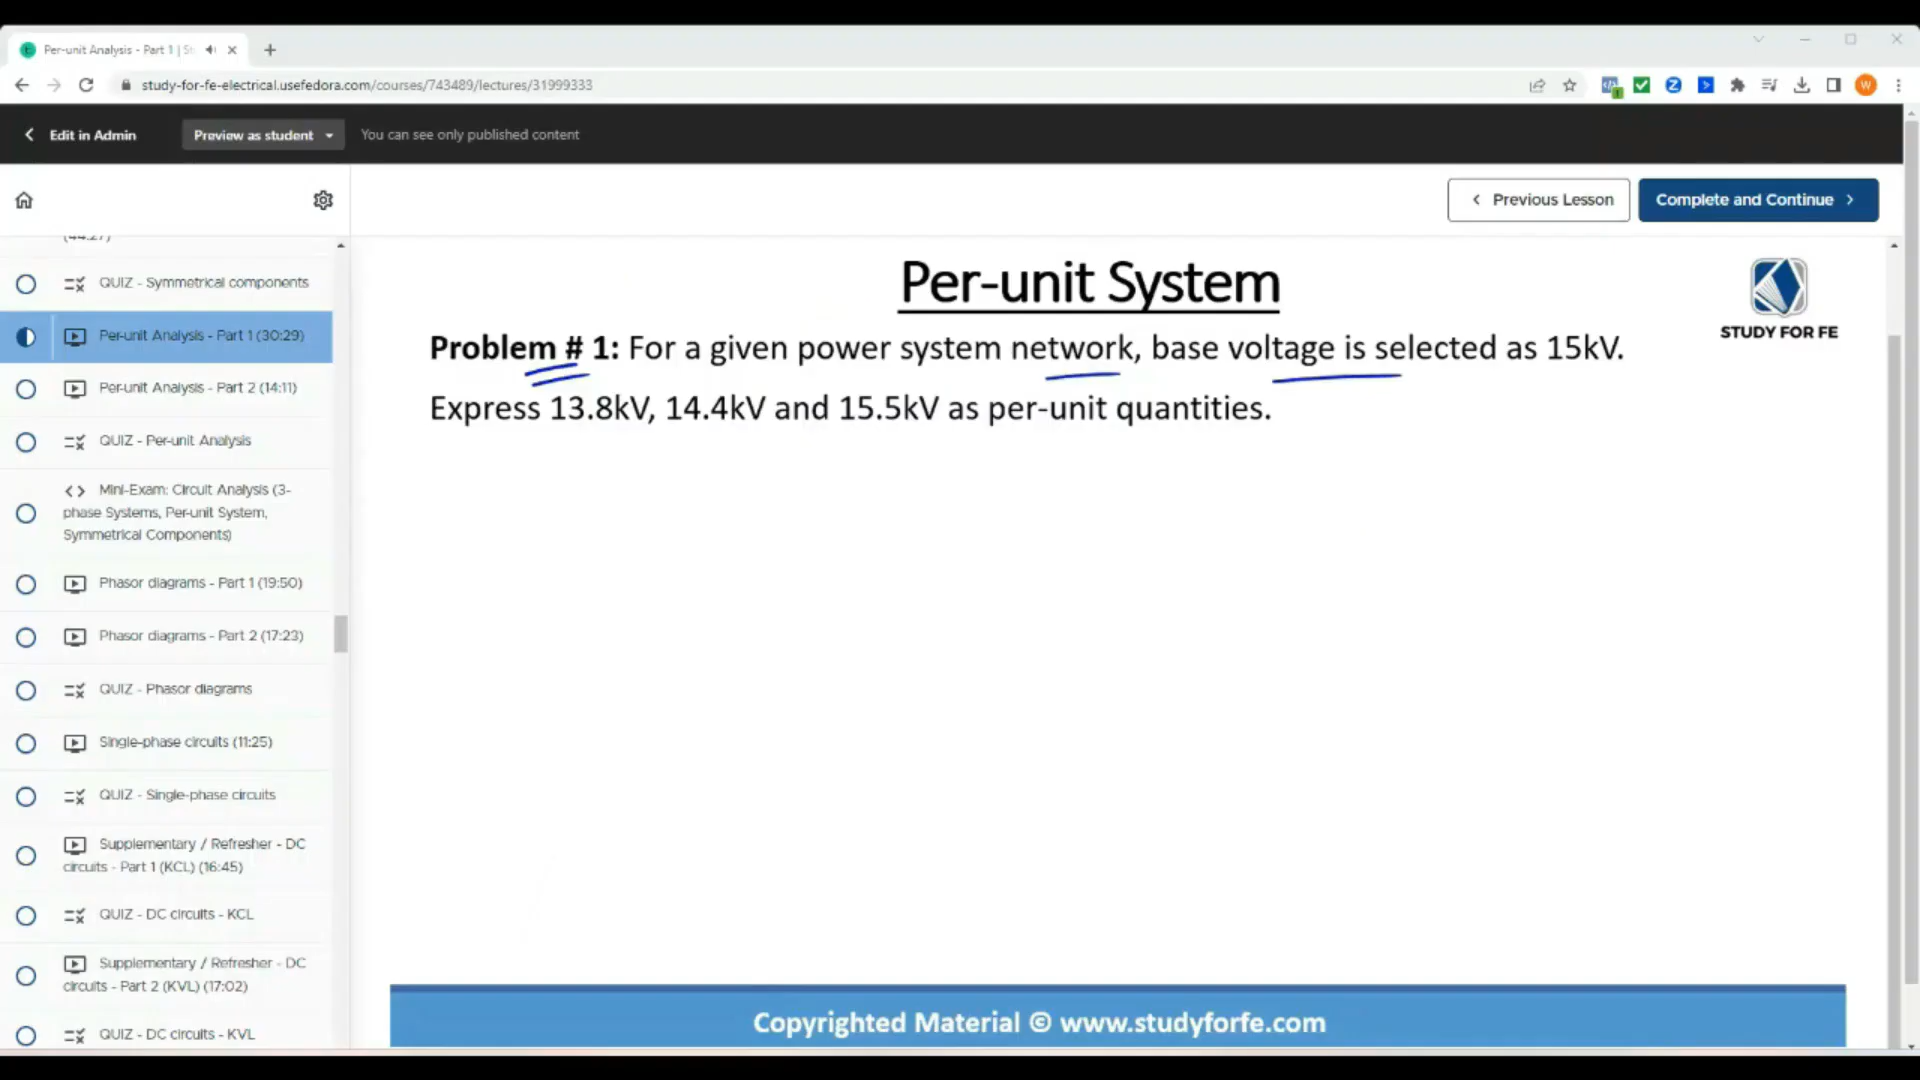 Per-unit Analysis - Part 1 | St
study-for-fe-electrical.usefedora.com/courses/743489/lectures/31999333
W
Edit in Admin
Preview as student
You can see only published content
Previous Lesson
Complete and Continue
(44:27)
QUIZ - Symmetrical components
Per-unit Analysis - Part 1 (30:29)
Per-unit Analysis - Part 2 (14:11)
QUIZ - Per-unit Analysis
Mini-Exam: Circuit Analysis (3-
phase Systems, Per-unit System,
Symmetrical Components)
Phasor diagrams - Part 1 (19:50)
Phasor diagrams - Part 2 (17:23)
QUIZ - Phasor diagrams
Single-phase circuits (11:25)
QUIZ - Single-phase circuits
Supplementary / Refresher - DC
circuits - Part 1 (KCL) (16:45)
QUIZ - DC circuits - KCL
Supplementary / Refresher - DC
circuits - Part 2 (KVL) (17:02)
QUIZ - DC circuits - KVL
Per-unit System
STUDY FOR FE
Problem # 1: For a given power system network, base voltage is selected as 15kV.
Express 13.8kV, 14.4kV and 15.5kV as per-unit quantities.
Copyrighted Material © www.studyforfe.com